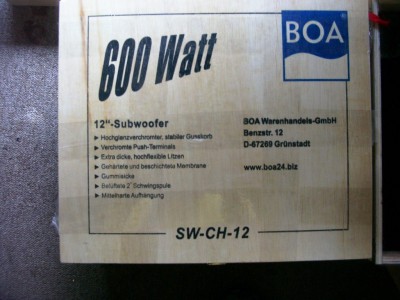 600 Watt
BOA
12"-Subwoofer
Hochglanzverchromter, stabiler Gusskorb
Verchromte Push-Terminals
Extra dicke, hochflexible Litzen
Gehärtete und beschichtete Membrane
Gummisicke
Belüftete 2" Schwingspule
Mittelharte Aufhängung
BOA Warenhandels-GmbH
Benzstr. 12
D-67269 Grünstadt
www.boa24.biz
SW-CH-12